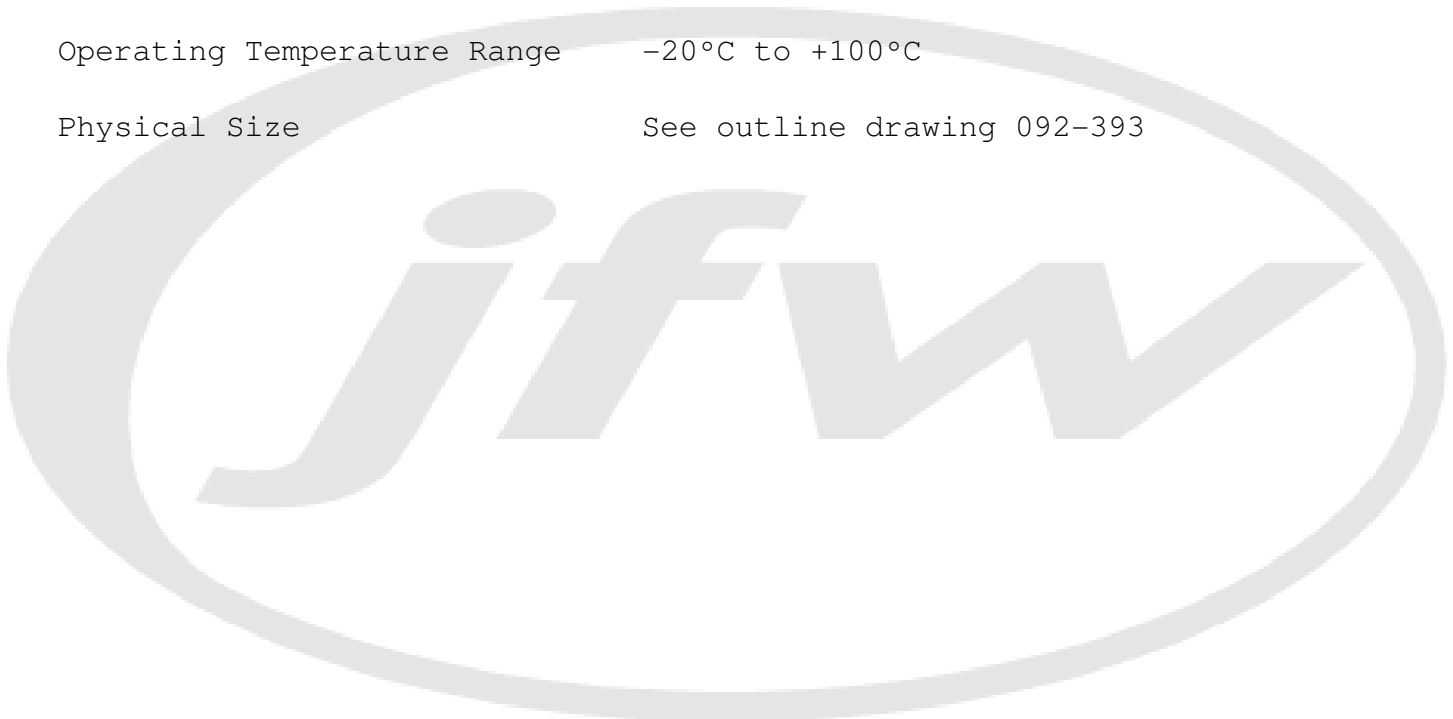 Operating Temperature Range -20°C to +100°C
Physical Size See outline drawing 092-393
jfw